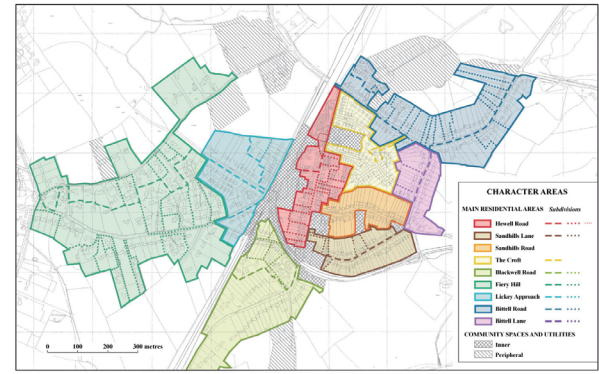 CHARACTER AREAS
MAIN RESIDENTIAL AREAS Subdivisions
Hewell Road
Sandhills Lane
Sandhills Road
The Croft
Blackwell Road
Fiery Hill
Lickey Approach
Bittell Road
Bittell Lane
COMMUNITY SPACES AND UTILITIES
Inner
Peripheral
0 100 200 300 metres